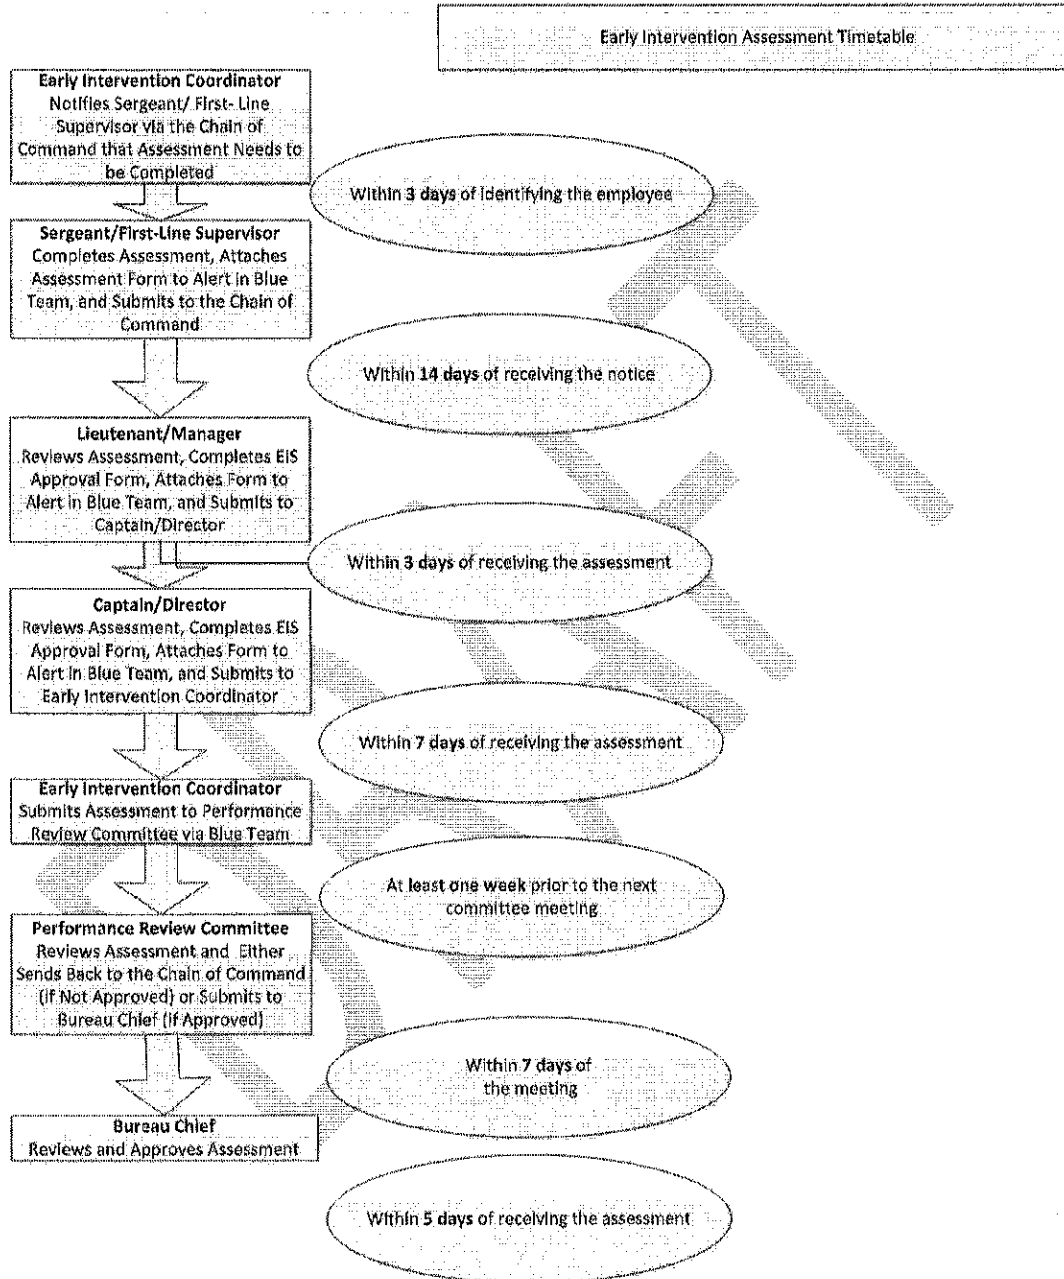 Early Intervention Assessment Timetable
Early Intervention Coordinator
Notifies Sergeant/ First- Line
Supervisor via the Chain of
Command that Assessment Needs to
be Completed
Within 3 days of identifying the employee
Sergeant/First-Line Supervisor
Completes Assessment, Attaches
Assessment Form to Alert in Blue
Team, and Submits to the Chain of
Command
Within 14 days of receiving the notice
Lieutenant/Manager
Reviews Assessment, Completes EIS
Approval Form, Attaches Form to
Alert in Blue Team, and Submits to
Captain/Director
Within 3 days of receiving the assessment
Captain/Director
Reviews Assessment, Completes EIS
Approval Form, Attaches Form to
Alert in Blue Team, and Submits to
Early Intervention Coordinator
Within 7 days of receiving the assessment
Early Intervention Coordinator
Submits Assessment to Performance
Review Committee via Blue Team
At least one week prior to the next
committee meeting
Performance Review Committee
Reviews Assessment and Either
Sends Back to the Chain of Command
(if Not Approved) or Submits to
Bureau Chief (if Approved)
Within 7 days of
the meeting
Bureau Chief
Reviews and Approves Assessment
Within 5 days of receiving the assessment